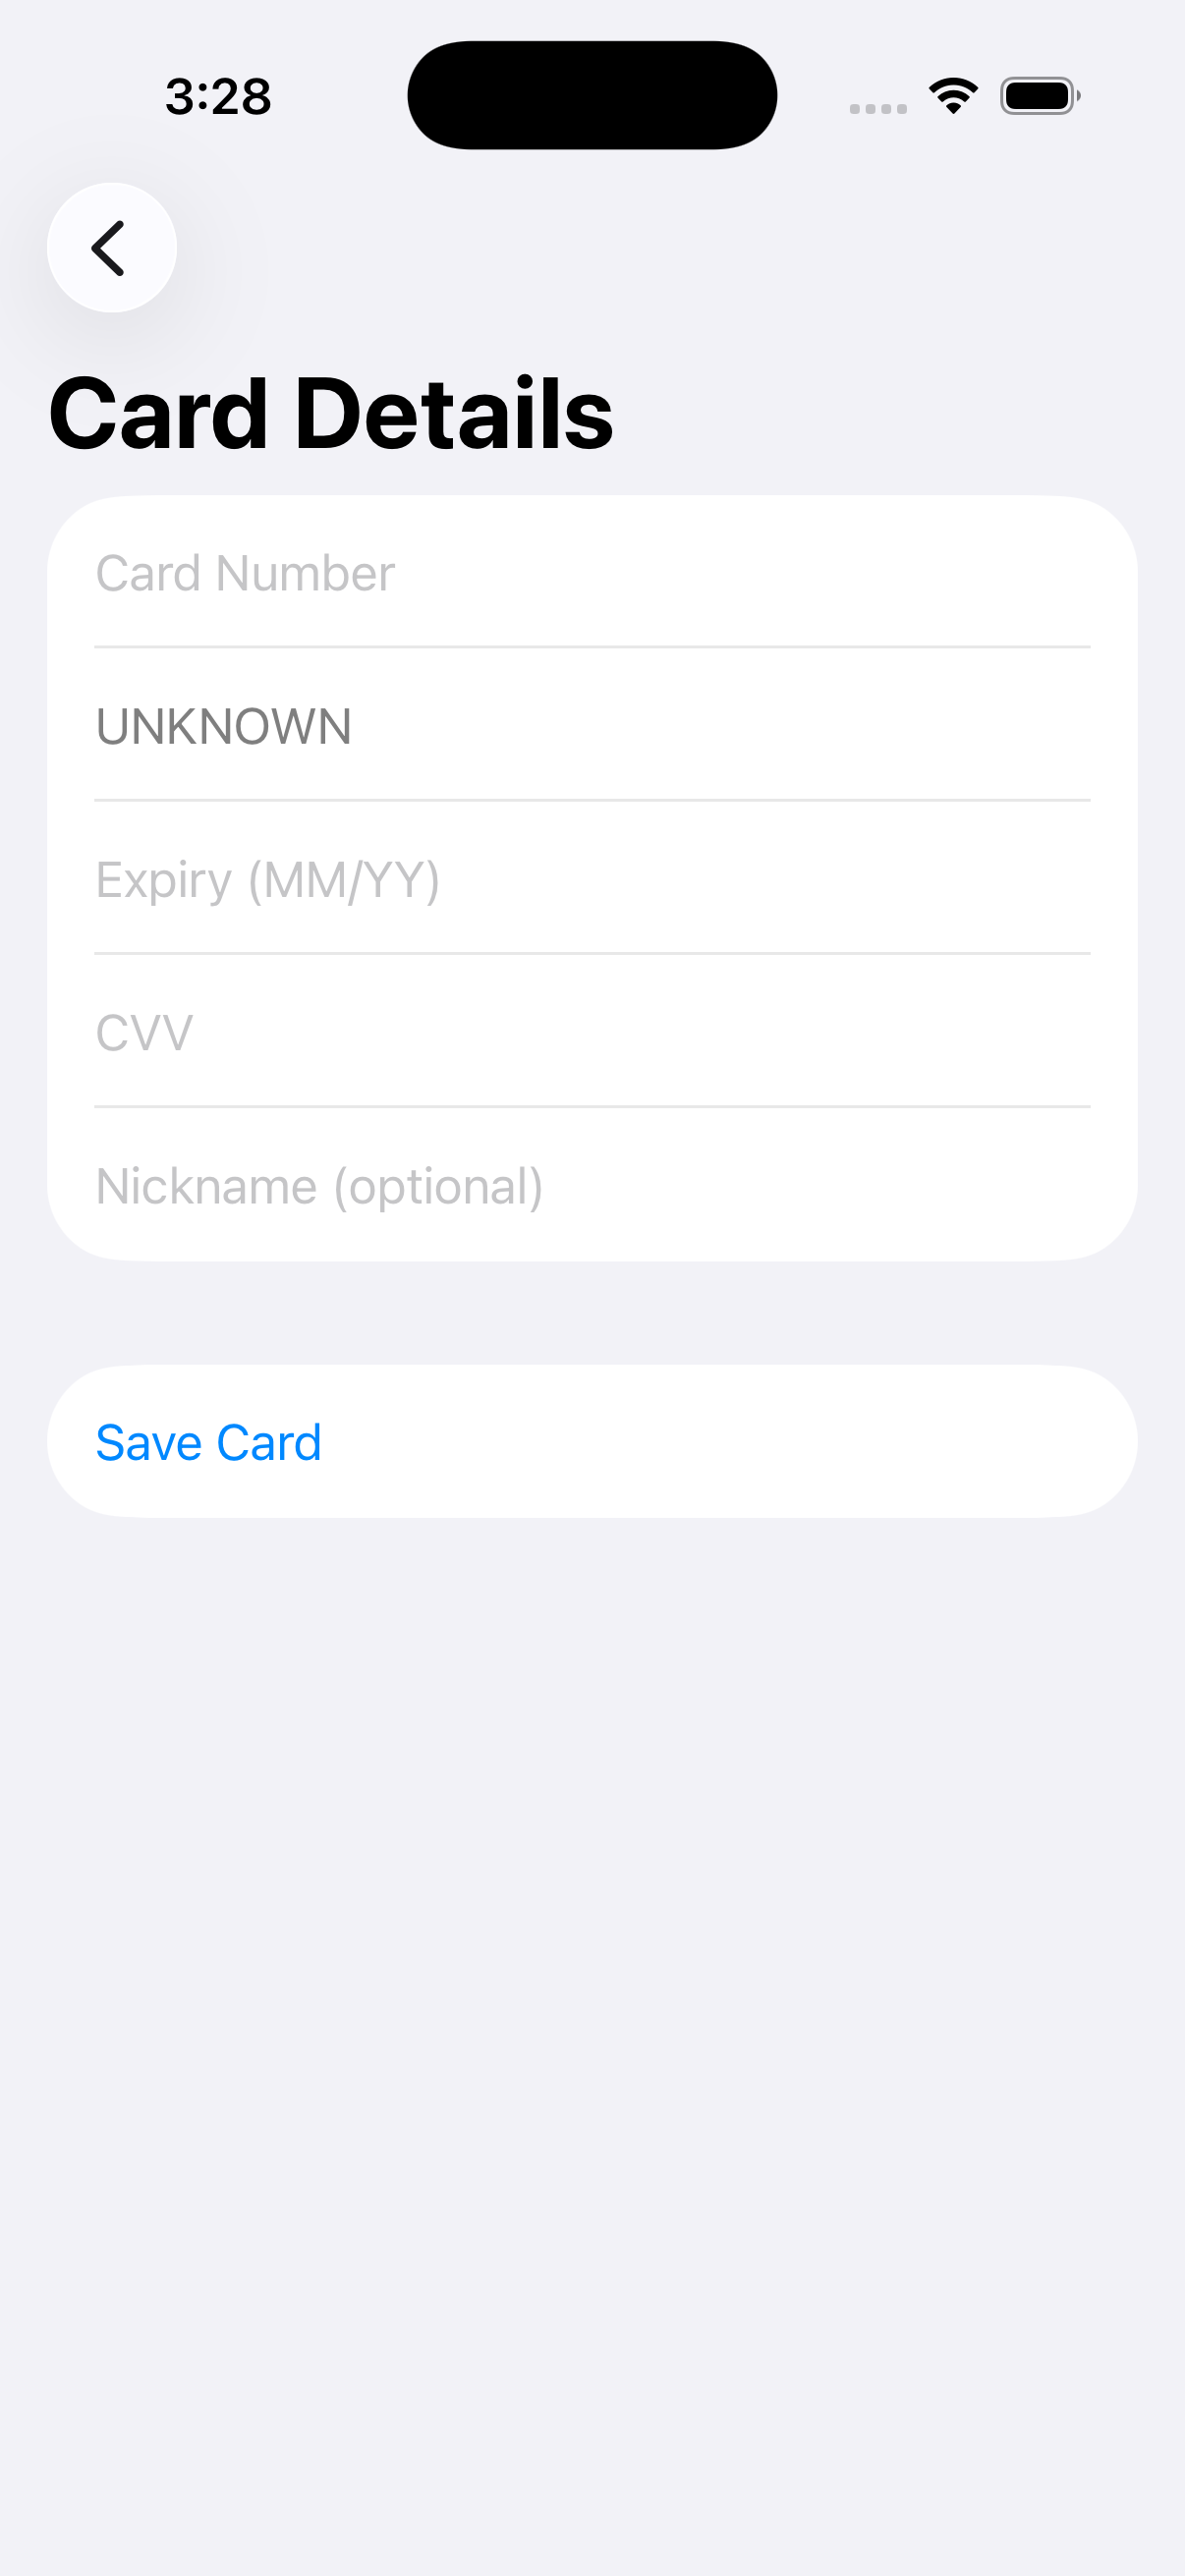 3:28
Card Details
Card Number
UNKNOWN
Expiry (MM/YY)
CVV
Nickname (optional)
Save Card